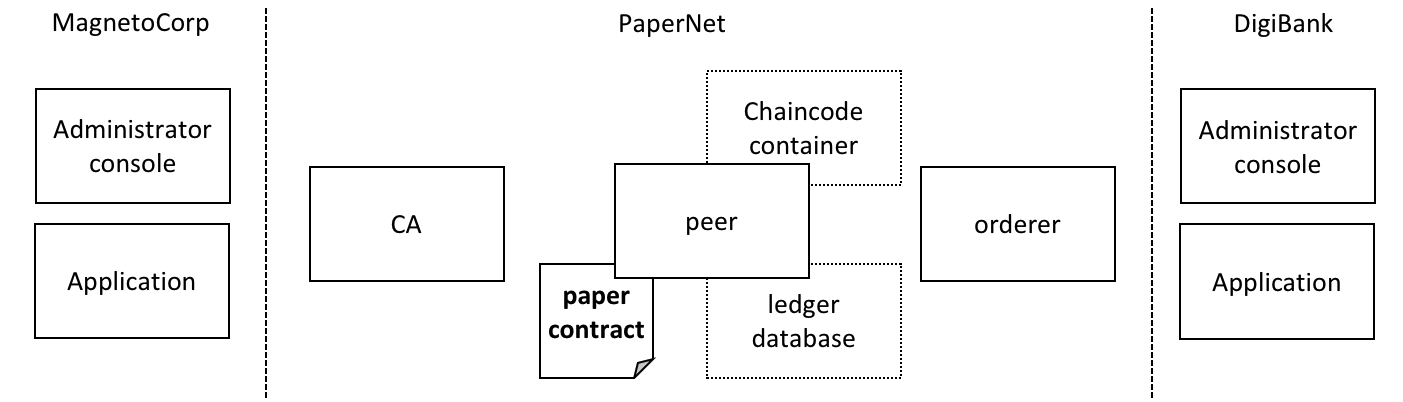 MagnetoCorp
PaperNet
DigiBank
Administrator
console
Application
Chaincode
container
CA
peer
orderer
paper
contract
ledger
database
Administrator
console
Application